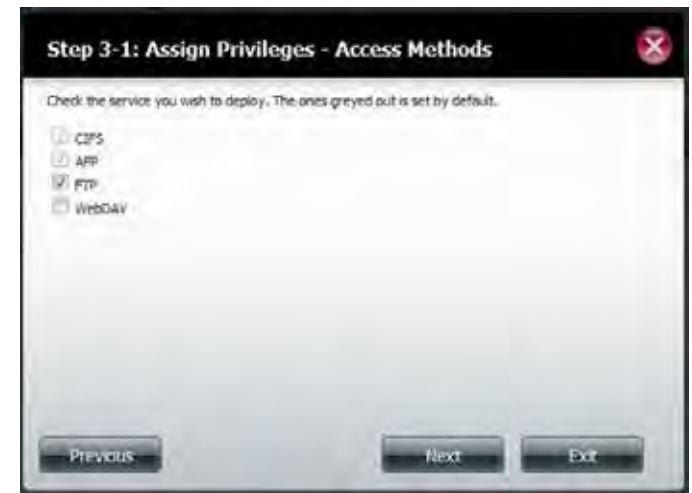 Step 3-1: Assign Privileges - Access Methods
Check the service you wish to deploy. The ones greyed out is set by default.
CIFS
AFP
FTP
WebDAV
Previous
Next
Exit